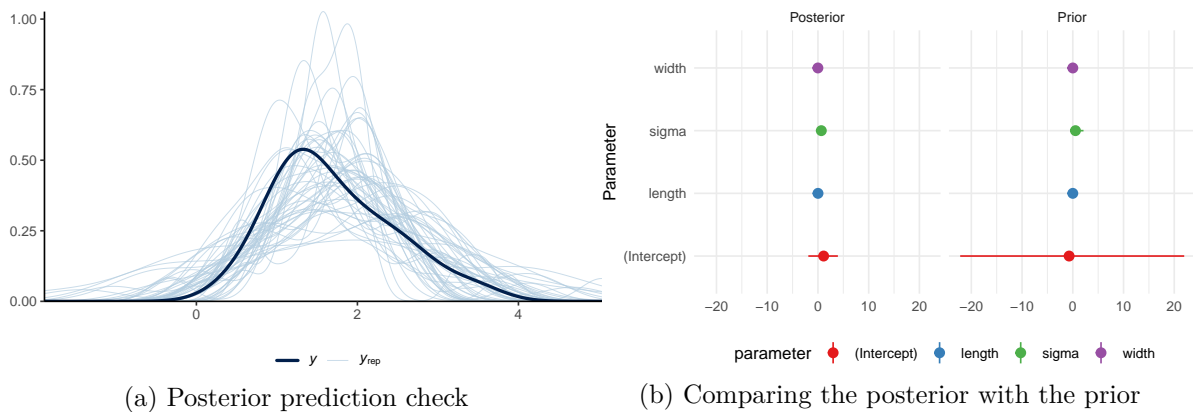 1.00
0.75
0.50
0.25
0.00
0 2 4
y yrep
(a) Posterior prediction check
Posterior Prior
Parameter
width
sigma
length
(Intercept)
−20 −10 0 10 20 −20 −10 0 10 20
parameter (Intercept) length sigma width
(b) Comparing the posterior with the prior